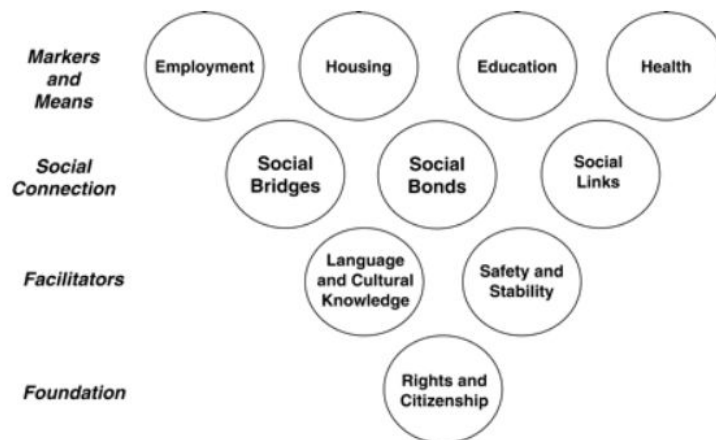 Markers
and
Means
Employment
Housing
Education
Health
Social
Connection
Social
Bridges
Social
Bonds
Social
Links
Facilitators
Language
and Cultural
Knowledge
Safety and
Stability
Foundation
Rights and
Citizenship